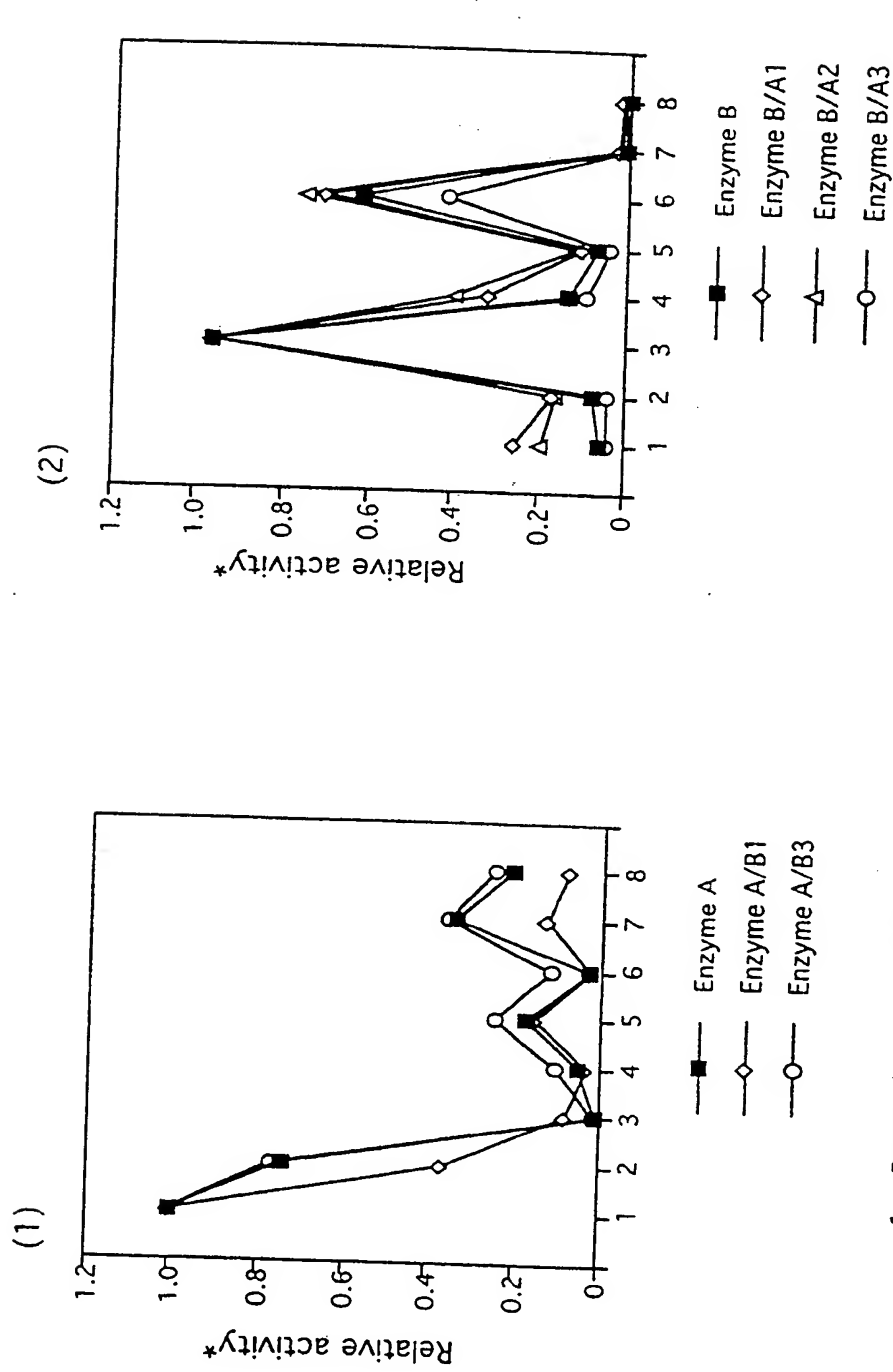 (1)
Relative activity*
1.2
1.0
0.8
0.6
0.4
0.2
0
1 2 3 4 5 6 7 8
Enzyme A
Enzyme A/B1
Enzyme A/B3
(2)
Relative activity*
1.2
1.0
0.8
0.6
0.4
0.2
0
1 2 3 4 5 6 7 8
Enzyme B
Enzyme B/A1
Enzyme B/A2
Enzyme B/A3